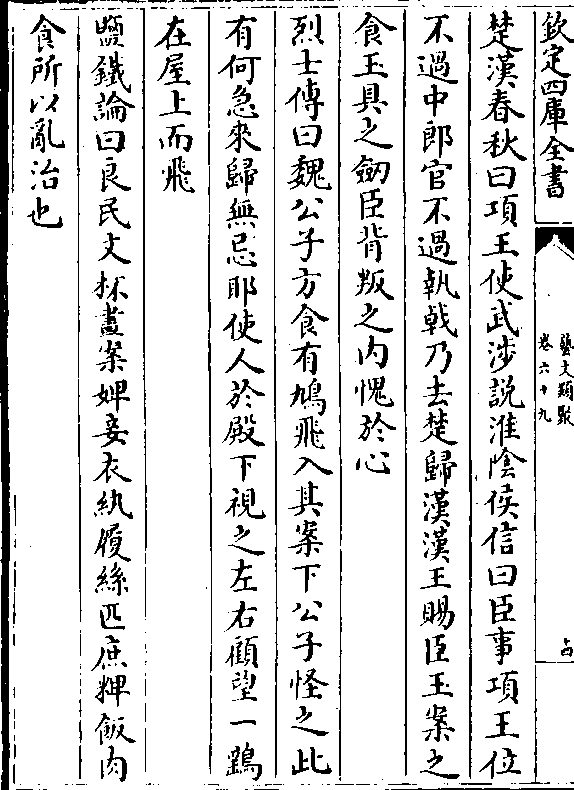 欽定四庫全書
藝文類聚
卷六十九
楚漢春秋曰項王使武涉説淮陰侯信曰臣事項王位
不過中郎官不過執戟乃去楚歸漢漢王賜臣玉案之
食玉具之劒臣背叛之内愧於心
烈士傳曰魏公子方食有鳩飛入其案下公子怪之此
有何急來歸無忌耶使人於殿下視之左右顧望一鷂
在屋上而飛
鹽鐵論曰良民文杯畫案婢妾衣紈履絲匹庶粺飯肉
食所以亂治也